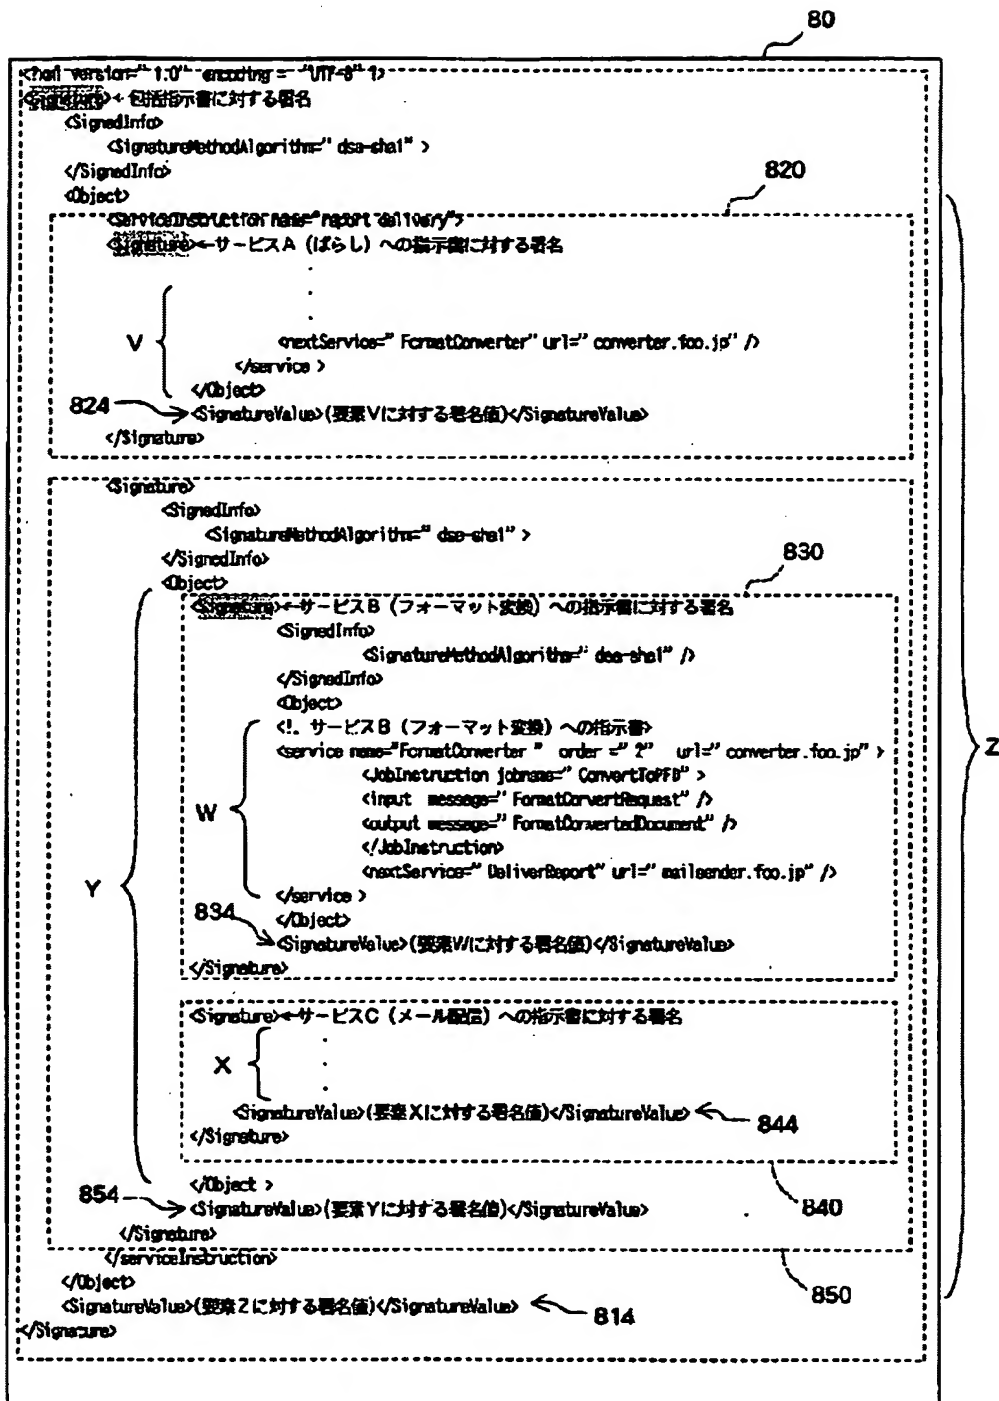 80
<?xml version=" 1.0" encoding = "UTF-8" ?>
<Signature>← 包括指示書に対する署名
<SignedInfo>
<SignatureMethodAlgorithm=" dsa-sha1" >
</SignedInfo>
820
<Object>
<ServiceInstruction name="report delivery">
<Signature>←サービスA（ばらし）への指示書に対する署名
V
<nextService=" FormatConverter" url=" converter.foo.jp" />
</service >
</Object>
824
<SignatureValue>(要素Vに対する署名値)</SignatureValue>
</Signature>
<Signature>
<SignedInfo>
<SignatureMethodAlgorithm=" dsa-sha1" >
</SignedInfo>
830
<Object>
<Signature>←サービスB（フォーマット変換）への指示書に対する署名
<SignedInfo>
<SignatureMethodAlgorithm=" dsa-sha1" />
</SignedInfo>
<Object>
<!. サービスB（フォーマット変換）への指示書>
<service name="FormatConverter " order =" 2" url=" converter.foo.jp" >
Z
<JobInstruction jobname=" ConvertToPFD" >
<input message=" FormatConvertRequest" />
W
<output message=" FormatConvertedDocument" />
</JobInstruction>
<nextService=" DeliverReport" url=" mailsender.foo.jp" />
Y
</service >
834
</Object>
<SignatureValue>(要素Wに対する署名値)</SignatureValue>
</Signature>
<Signature>←サービスC（メール配信）への指示書に対する署名
X
<SignatureValue>(要素Xに対する署名値)</SignatureValue>
844
</Signature>
</Object >
854
840
<SignatureValue>(要素Yに対する署名値)</SignatureValue>
</Signature>
</serviceInstruction>
</Object>
850
<SignatureValue>(要素Zに対する署名値)</SignatureValue>
814
</Signature>